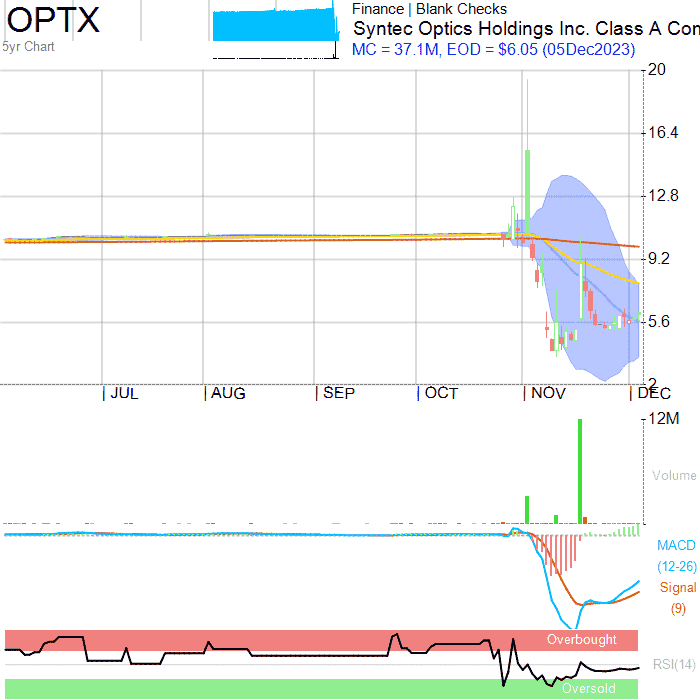 OPTX
5yr Chart
Finance | Blank Checks
Syntec Optics Holdings Inc. Class A Con
MC = 37.1M, EOD = $6.05 (05Dec2023)
20
16.4
12.8
9.2
5.6
2
JUL AUG SEP OCT NOV DEC
12M
Volume
MACD
(12-26)
Signal
(9)
Overbought
RSI(14)
Oversold